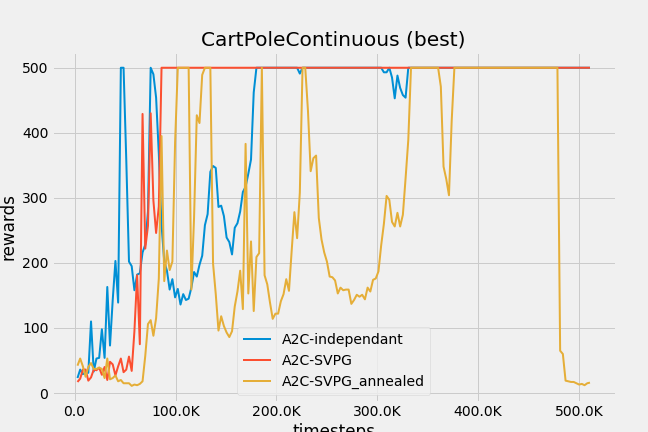 CartPoleContinuous (best)
500
400
300
200
100
0
rewards
A2C-independant
A2C-SVPG
A2C-SVPG_annealed
0.0 100.0K 200.0K 300.0K 400.0K 500.0K
timesteps